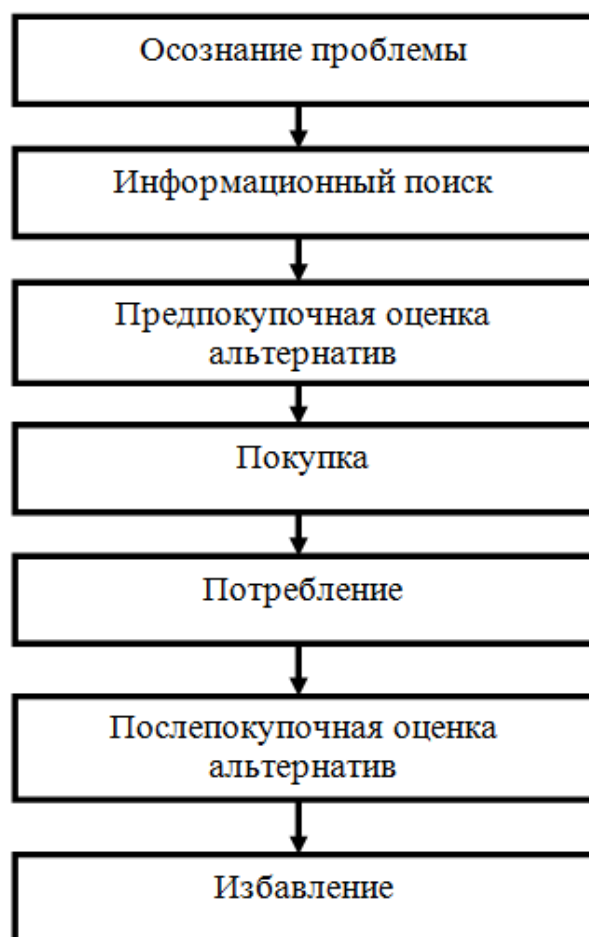 Осознание проблемы
Информационный поиск
Предпокупочная оценка
альтернатив
Покупка
Потребление
Послепокупочная оценка
альтернатив
Избавление